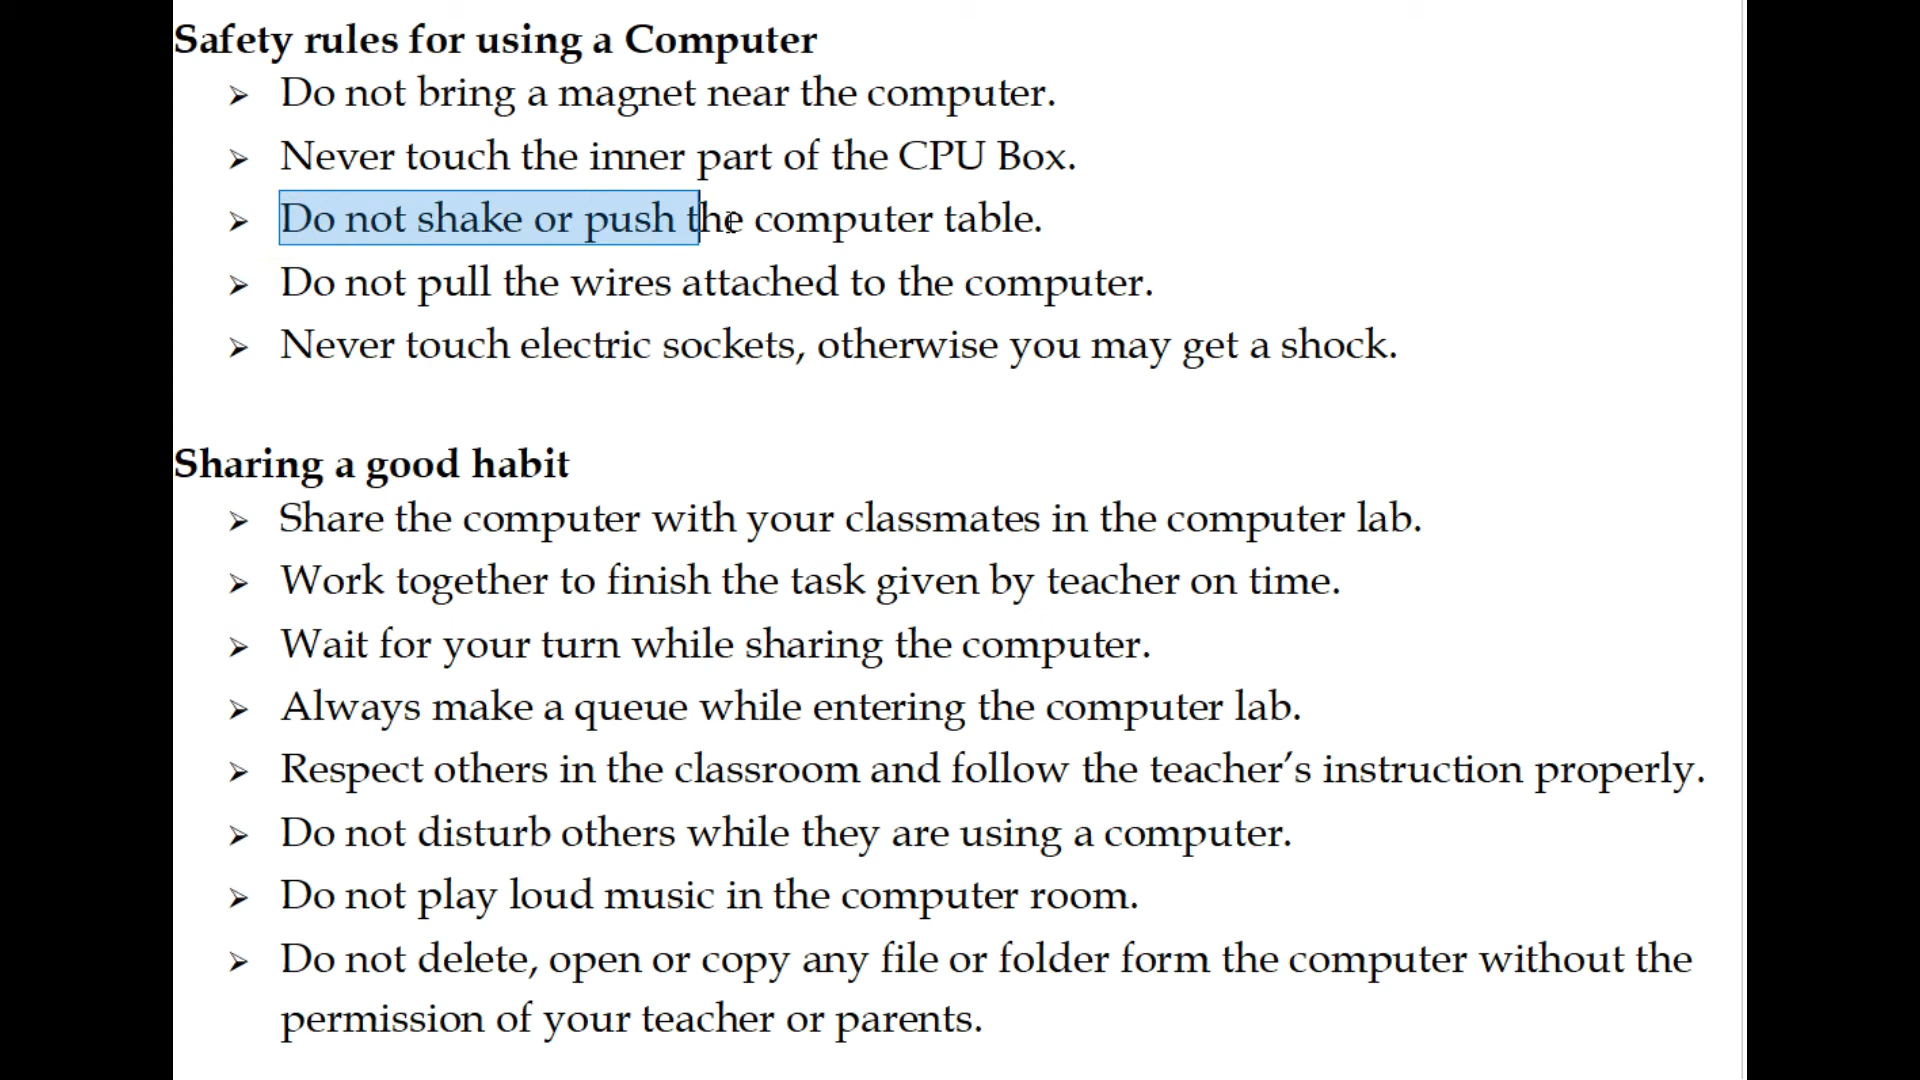 Safety rules for using a Computer
➢ Do not bring a magnet near the computer.
➢ Never touch the inner part of the CPU Box.
➢ Do not shake or push the computer table.
➢ Do not pull the wires attached to the computer.
➢ Never touch electric sockets, otherwise you may get a shock.
Sharing a good habit
➢ Share the computer with your classmates in the computer lab.
➢ Work together to finish the task given by teacher on time.
➢ Wait for your turn while sharing the computer.
➢ Always make a queue while entering the computer lab.
➢ Respect others in the classroom and follow the teacher’s instruction properly.
➢ Do not disturb others while they are using a computer.
➢ Do not play loud music in the computer room.
➢ Do not delete, open or copy any file or folder form the computer without the
permission of your teacher or parents.